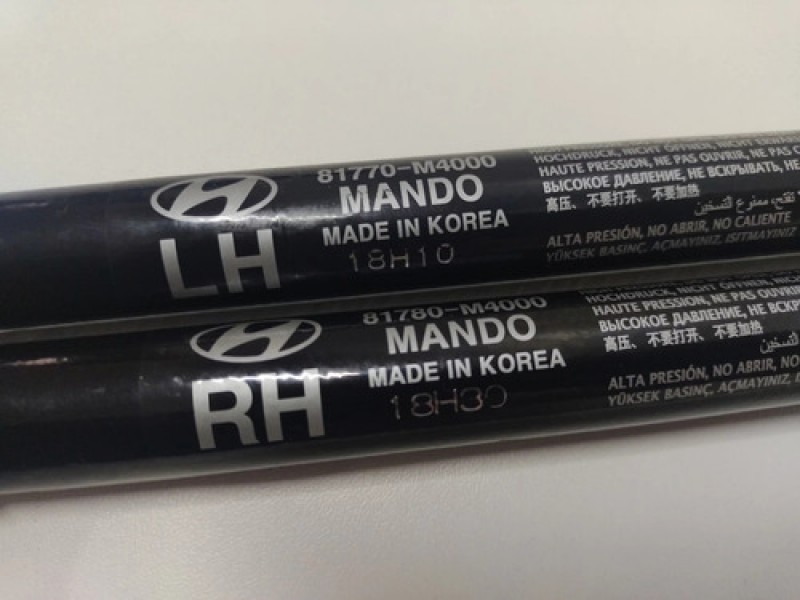 81770-M4000
MANDO
MADE IN KOREA
18H10
LH
HOCHDRUCK, NICHT ÖFFNEN, NICHT
HAUTE PRESSION, NE PAS OUVRIR, NE PAS
ВЫСОКОЕ ДАВЛЕНИЕ, НЕ ВСКРЫВАТЬ, НЕ
高压、不要打开、不要加热
ممنوع التسخين
ALTA PRESIÓN, NO ABRIR, NO CALIENTE
YÜKSEK BASINÇ, AÇMAYINIZ, ISITMAYINIZ
81780-M4000
MANDO
MADE IN KOREA
18H30
RH
HAUTE PRESSION, NE PAS OUVRIR
ВЫСОКОЕ ДАВЛЕНИЕ, НЕ
高压、不要打开、不要加热
ALTA PRESIÓN, NO ABRIR, NO
YÜKSEK BASINÇ, AÇMAYINIZ,